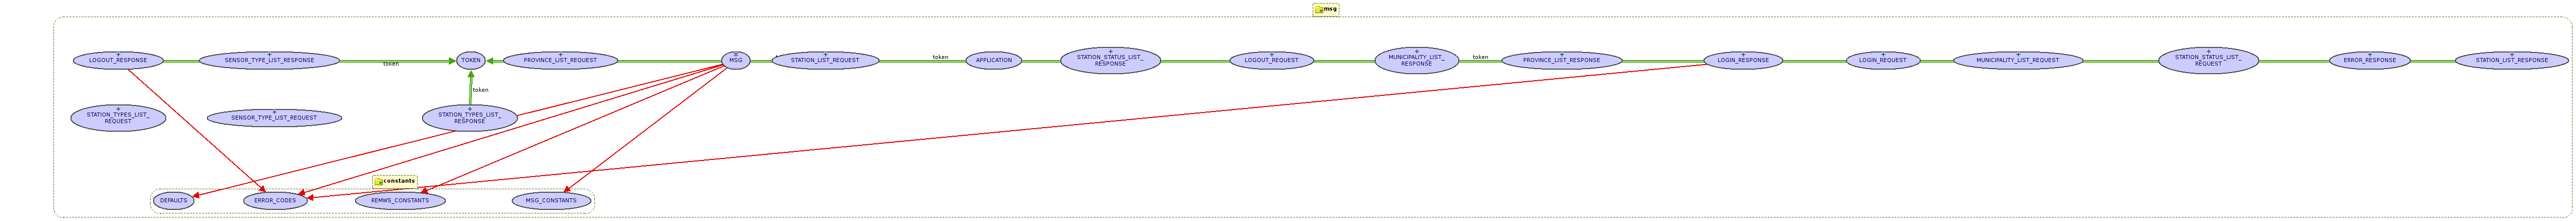 msg
+
LOGOUT_RESPONSE
+
SENSOR_TYPE_LIST_RESPONSE
token
TOKEN
+
PROVINCE_LIST_REQUEST
*
MSG
+
STATION_LIST_REQUEST
token
APPLICATION
+
STATION_STATUS_LIST_
RESPONSE
+
LOGOUT_REQUEST
+
MUNICIPALITY_LIST_
RESPONSE
token
+
PROVINCE_LIST_RESPONSE
+
LOGIN_RESPONSE
+
LOGIN_REQUEST
+
MUNICIPALITY_LIST_REQUEST
+
STATION_STATUS_LIST_
REQUEST
+
ERROR_RESPONSE
+
STATION_LIST_RESPONSE
token
+
STATION_TYPES_LIST_
REQUEST
+
SENSOR_TYPE_LIST_REQUEST
+
STATION_TYPES_LIST_
RESPONSE
constants
DEFAULTS
ERROR_CODES
REMWS_CONSTANTS
MSG_CONSTANTS